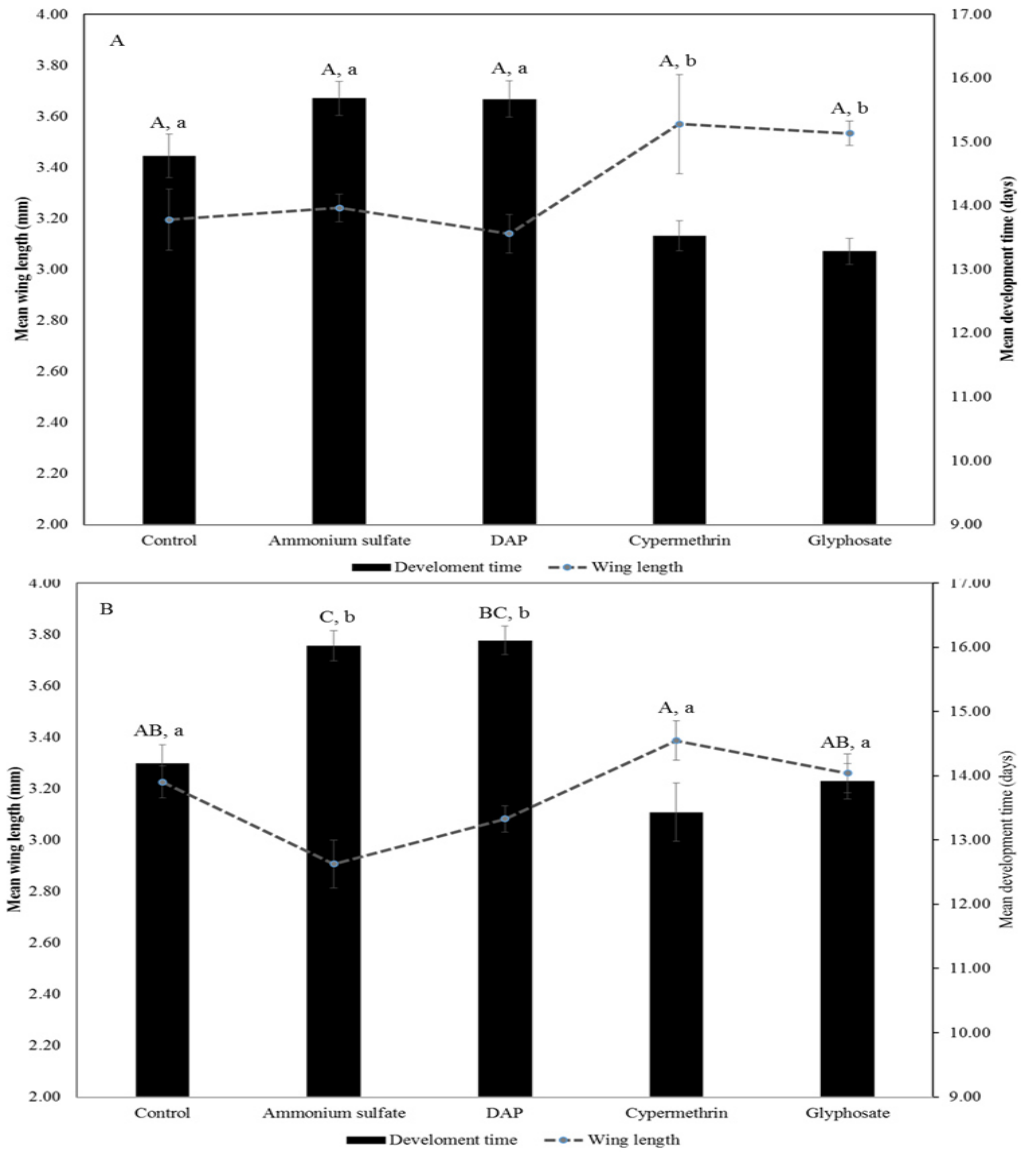 4.00
3.80
3.60
3.40
3.20
3.00
2.80
2.60
2.40
2.20
2.00
Mean wing length (mm)
A
A, a
A, a
A, a
A, b
A, b
17.00
16.00
15.00
14.00
13.00
12.00
11.00
10.00
9.00
Mean development time (days)
Control Ammonium sulfate DAP Cypermethrin Glyphosate
Develoment time Wing length
4.00
3.80
3.60
3.40
3.20
3.00
2.80
2.60
2.40
2.20
2.00
Mean wing length (mm)
B
AB, a
C, b
BC, b
A, a
AB, a
17.00
16.00
15.00
14.00
13.00
12.00
11.00
10.00
9.00
Mean development time (days)
Control Ammonium sulfate DAP Cypermethrin Glyphosate
Develoment time Wing length